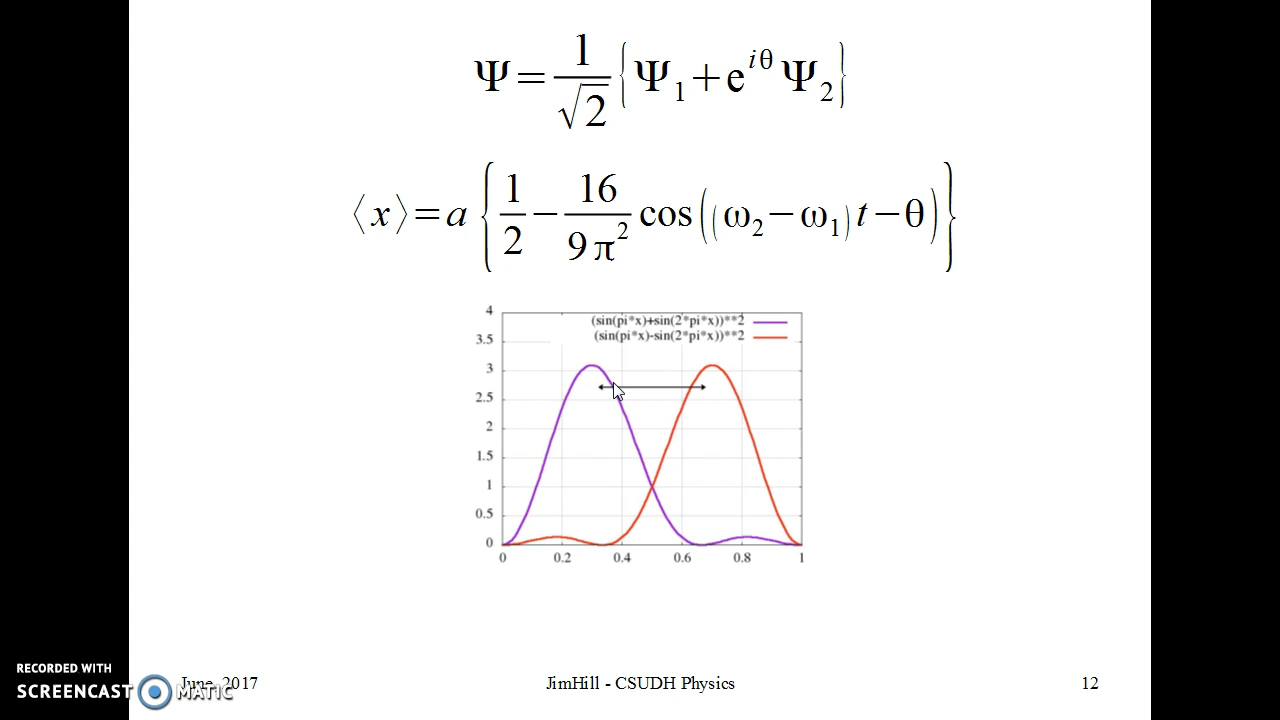 Ψ = 1/√2 { Ψ₁ + e^{iθ} Ψ₂ }
⟨x⟩ = a { 1/2 − 16/9π² cos((ω₂ − ω₁) t − θ) }
4
(sin(pi*x)+sin(2*pi*x))**2
3.5
(sin(pi*x)-sin(2*pi*x))**2
3
2.5
2
1.5
1
0.5
0
0 0.2 0.4 0.6 0.8 1
RECORDED WITH
SCREENCAST MATIC
June, 2017 JimHill - CSUDH Physics 12